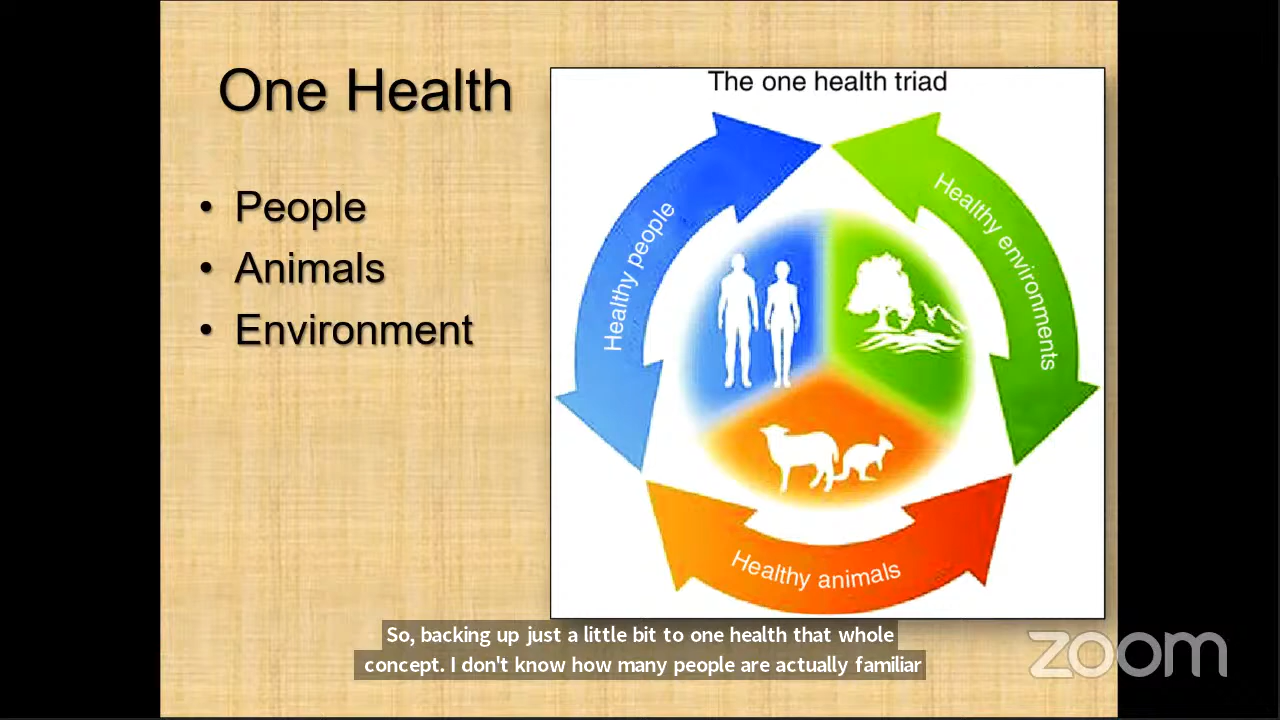 One Health
• People
• Animals
• Environment
The one health triad
Healthy people
Healthy environments
Healthy animals
So, backing up just a little bit to one health that whole
concept. I don't know how many people are actually familiar
zoom